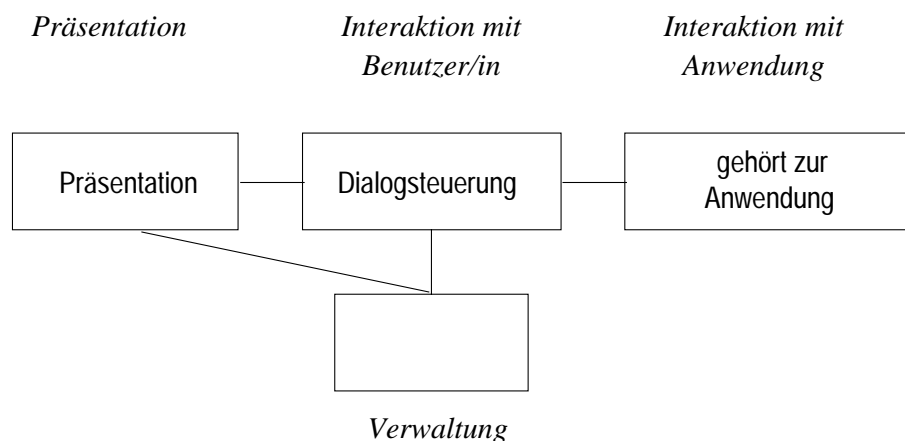 Präsentation
Interaktion mit
Benutzer/in
Interaktion mit
Anwendung
Präsentation
Dialogsteuerung
gehört zur
Anwendung
Verwaltung